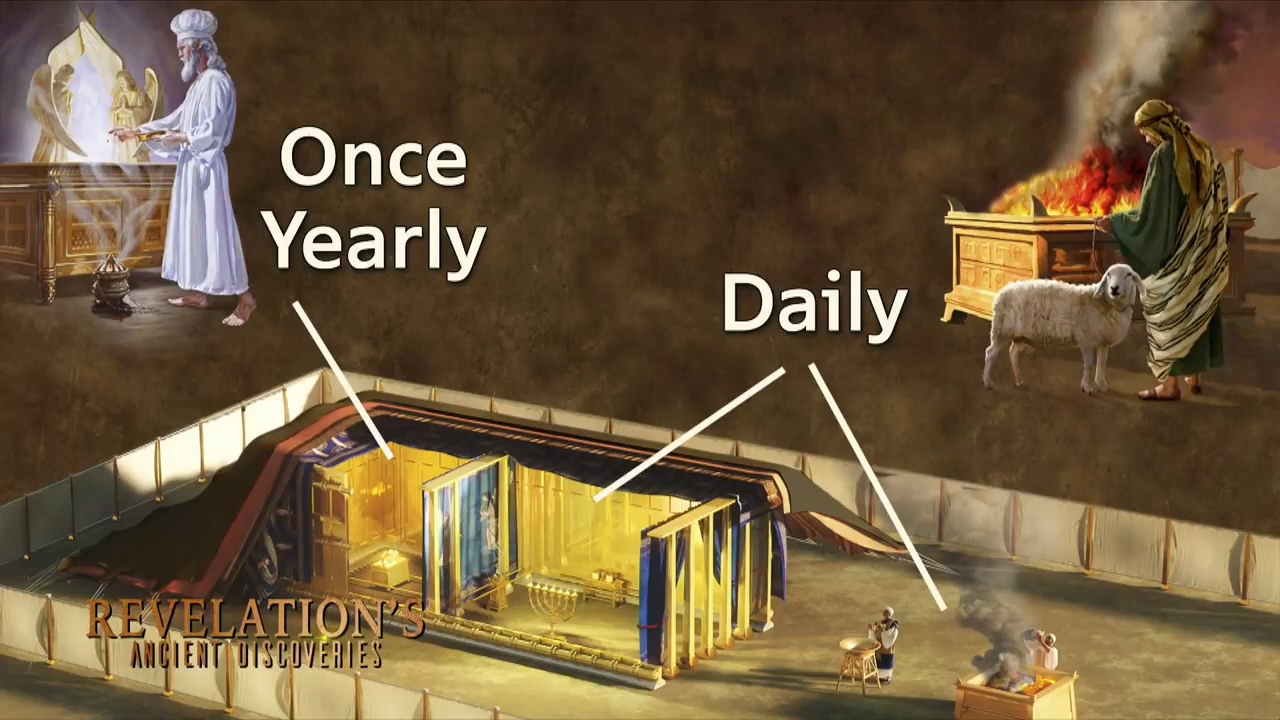 Once
Yearly
Daily
REVELATION'S
ANCIENT DISCOVERIES